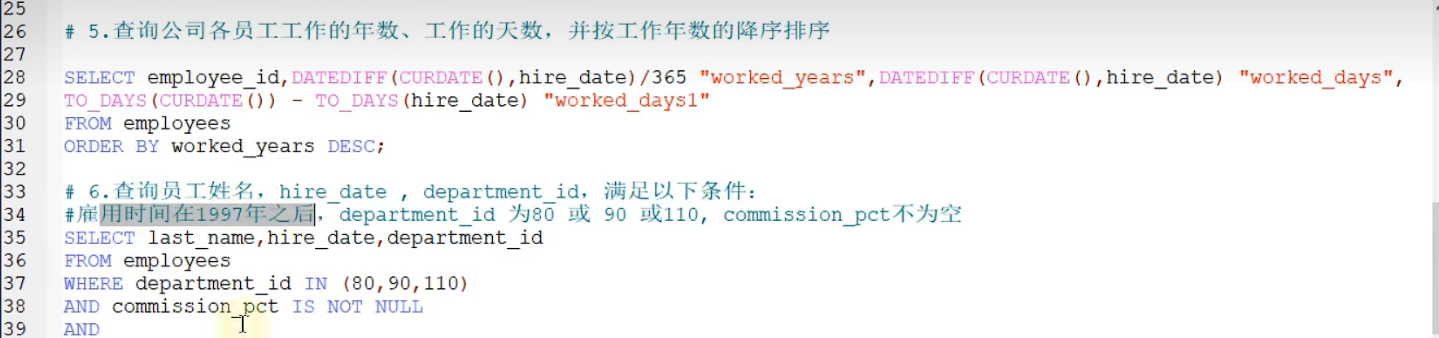 25
26 # 5.查询公司各员工工作的年数、工作的天数，并按工作年数的降序排序
27
28 SELECT employee_id,DATEDIFF(CURDATE(),hire_date)/365 "worked_years",DATEDIFF(CURDATE(),hire_date) "worked_days",
29 TO_DAYS(CURDATE()) - TO_DAYS(hire_date) "worked_days1"
30 FROM employees
31 ORDER BY worked_years DESC;
32
33 # 6.查询员工姓名，hire_date , department_id，满足以下条件：
34 #雇用时间在1997年之后，department_id 为80 或 90 或110, commission_pct不为空
35 SELECT last_name,hire_date,department_id
36 FROM employees
37 WHERE department_id IN (80,90,110)
38 AND commission_pct IS NOT NULL
39 AND